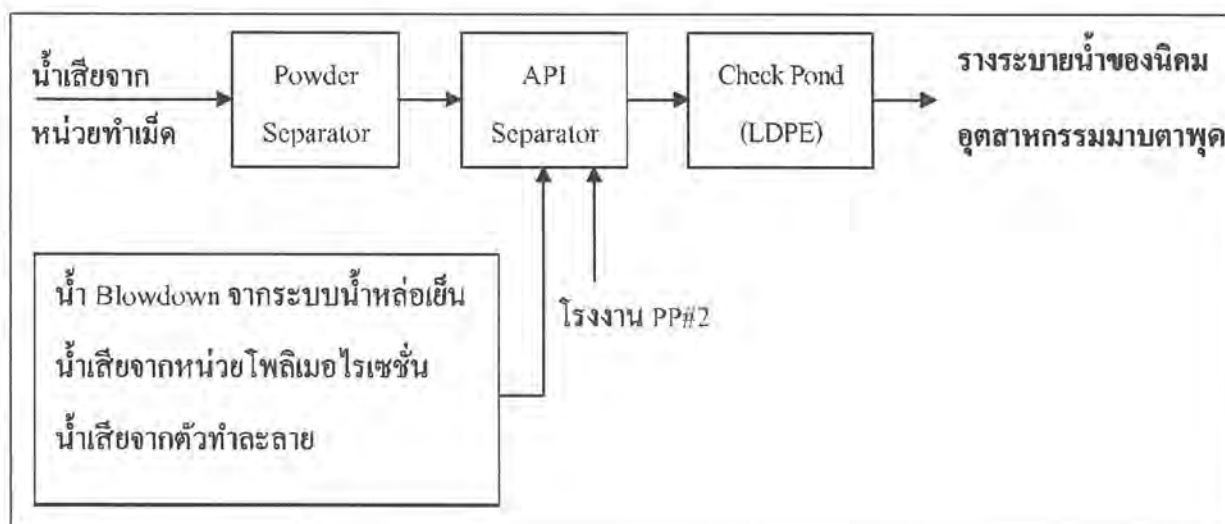 น้ำเสียจาก
หน่วยทำเม็ด
Powder
Separator
API
Separator
Check Pond
(LDPE)
รางระบายน้ำของนิคม
อุตสาหกรรมมาบตาพุด
น้ำ Blowdown จากระบบน้ำหล่อเย็น
น้ำเสียจากหน่วยโพลิเมอไรเซชั่น
น้ำเสียจากตัวทำละลาย
โรงงาน PP#2